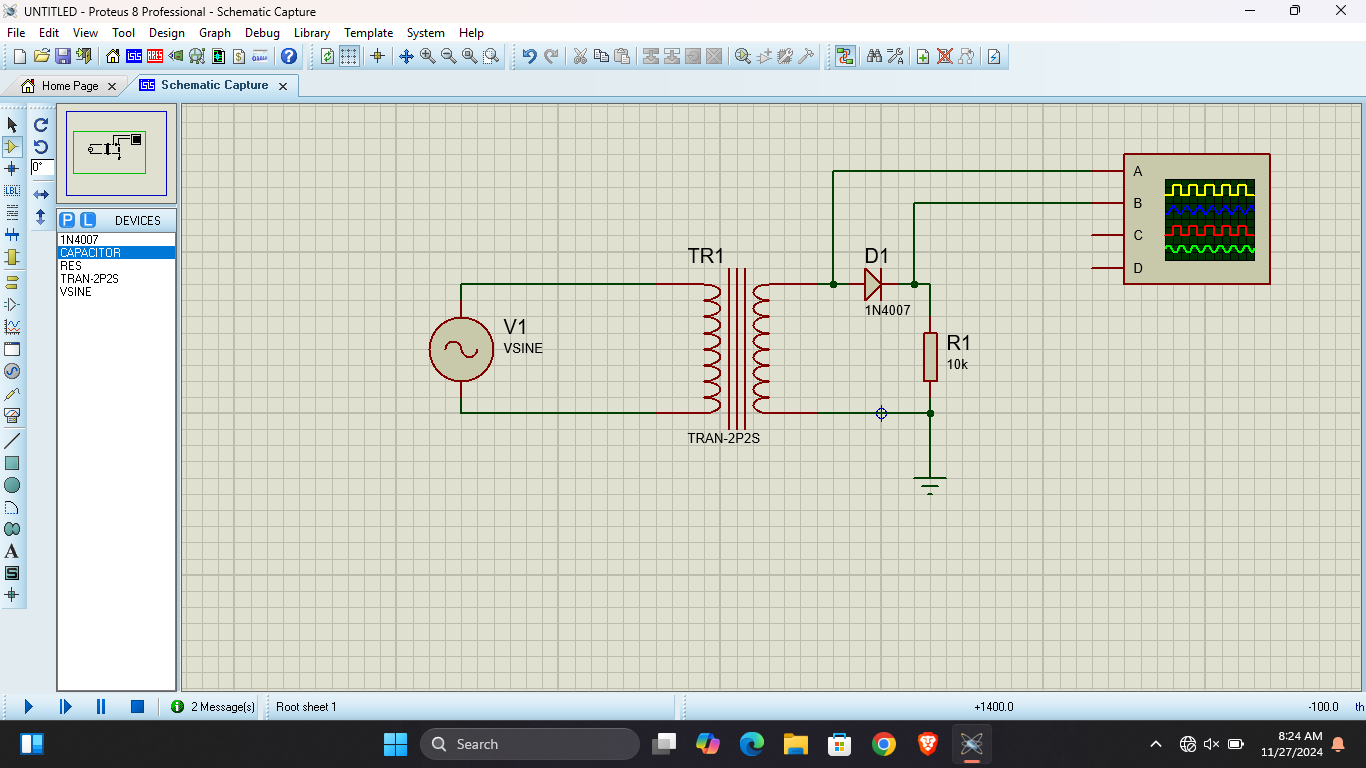 UNTITLED - Proteus 8 Professional - Schematic Capture
File Edit View Tool Design Graph Debug Library Template System Help
Home Page Schematic Capture
0°
LBL
P L DEVICES
1N4007
CAPACITOR
RES
TRAN-2P2S
VSINE
A
B
C
D
TR1
D1
1N4007
V1
VSINE
R1
10k
TRAN-2P2S
A
S
2 Message(s) Root sheet 1 +1400.0 -100.0 th
Search
8:24 AM
11/27/2024